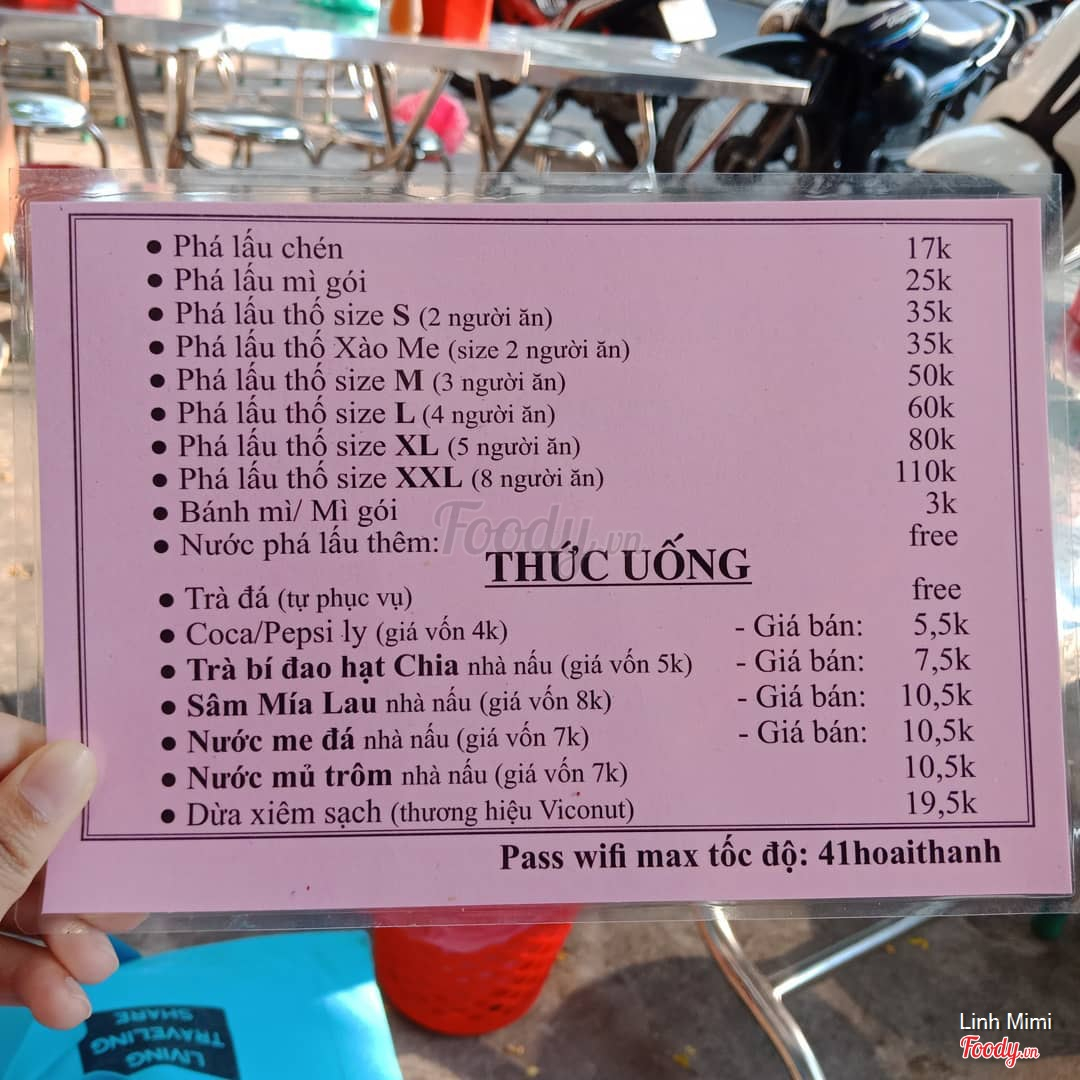 • Phá lấu chén 17k
• Phá lấu mì gói 25k
• Phá lấu thố size S (2 người ăn) 35k
• Phá lấu thố Xào Me (size 2 người ăn) 35k
• Phá lấu thố size M (3 người ăn) 50k
• Phá lấu thố size L (4 người ăn) 60k
• Phá lấu thố size XL (5 người ăn) 80k
• Phá lấu thố size XXL (8 người ăn) 110k
• Bánh mì/ Mì gói 3k
• Nước phá lấu thêm: free
Foody.vn
THỨC UỐNG
• Trà đá (tự phục vụ) free
• Coca/Pepsi ly (giá vốn 4k) - Giá bán: 5,5k
• Trà bí đao hạt Chia nhà nấu (giá vốn 5k) - Giá bán: 7,5k
• Sâm Mía Lau nhà nấu (giá vốn 8k) - Giá bán: 10,5k
• Nước me đá nhà nấu (giá vốn 7k) - Giá bán: 10,5k
• Nước mủ trôm nhà nấu (giá vốn 7k) 10,5k
• Dừa xiêm sạch (thương hiệu Viconut) 19,5k
Pass wifi max tốc độ: 41hoaithanh
LIVING
TRAVELING
SHARE
Linh Mimi
Foody.vn